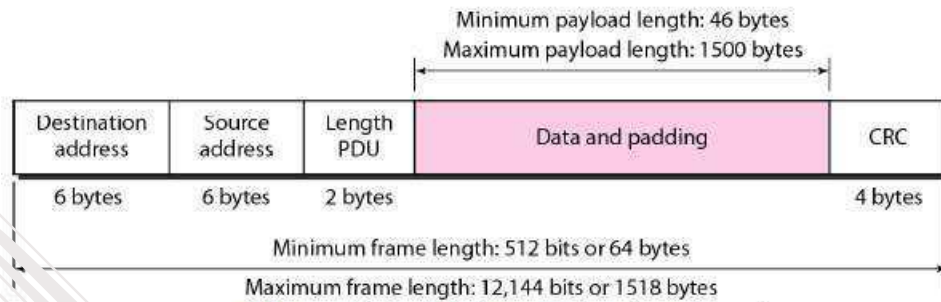 Minimum payload length: 46 bytes
Maximum payload length: 1500 bytes
Destination address
Source address
Length PDU
Data and padding
CRC
6 bytes
6 bytes
2 bytes
4 bytes
Minimum frame length: 512 bits or 64 bytes
Maximum frame length: 12,144 bits or 1518 bytes